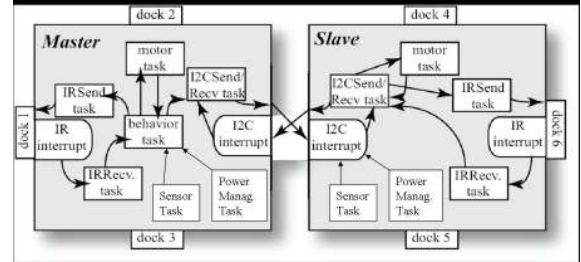 dock 2
dock 4
Master
Slave
motor
task
motor
task
I2CSend/
Recv task
I2CSend/
Recv task
IRSend
task
IRSend
task
dock 1
behavior
task
IR
interrupt
I2C
interrupt
I2C
interrupt
IR
interrupt
dock 6
IRRecv.
task
IRRecv.
task
Sensor
Task
Power
Manag.
Task
Sensor
Task
Power
Manag.
Task
dock 3
dock 5